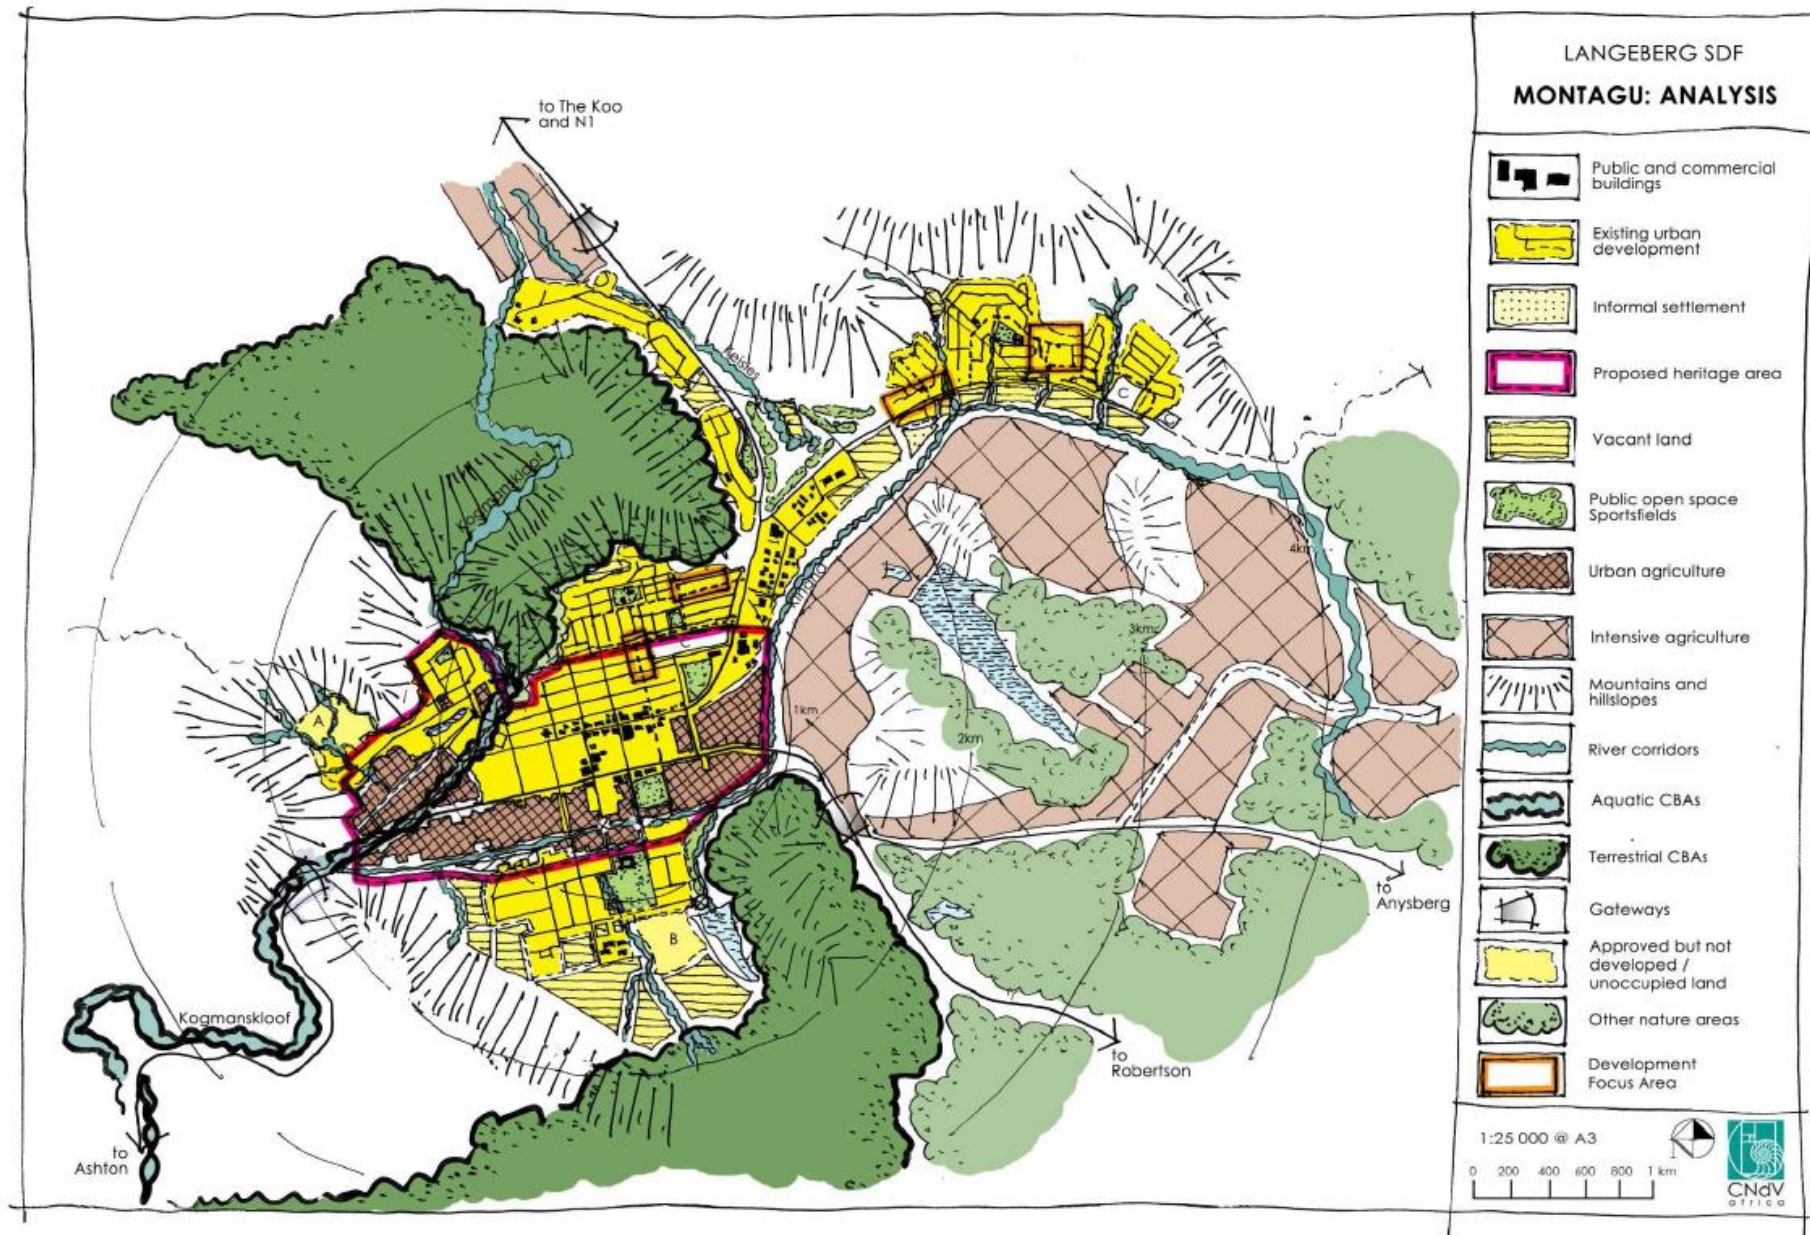 LANGEBERG SDF
MONTAGU: ANALYSIS
to The Koo
and N1
Keisies
Kogmanskloof
Kinana
A
B
C
C
1km
2km
3km
4km
Kogmanskloof
to
Ashton
to
Anysberg
to
Robertson
Public and commercial
buildings
Existing urban
development
Informal settlement
Proposed heritage area
Vacant land
Public open space
Sportsfields
Urban agriculture
Intensive agriculture
Mountains and
hillslopes
River corridors
Aquatic CBAs
Terrestrial CBAs
Gateways
Approved but not
developed /
unoccupied land
Other nature areas
Development
Focus Area
1:25 000 @ A3
N
0 200 400 600 800 1 km
CNdV
africa